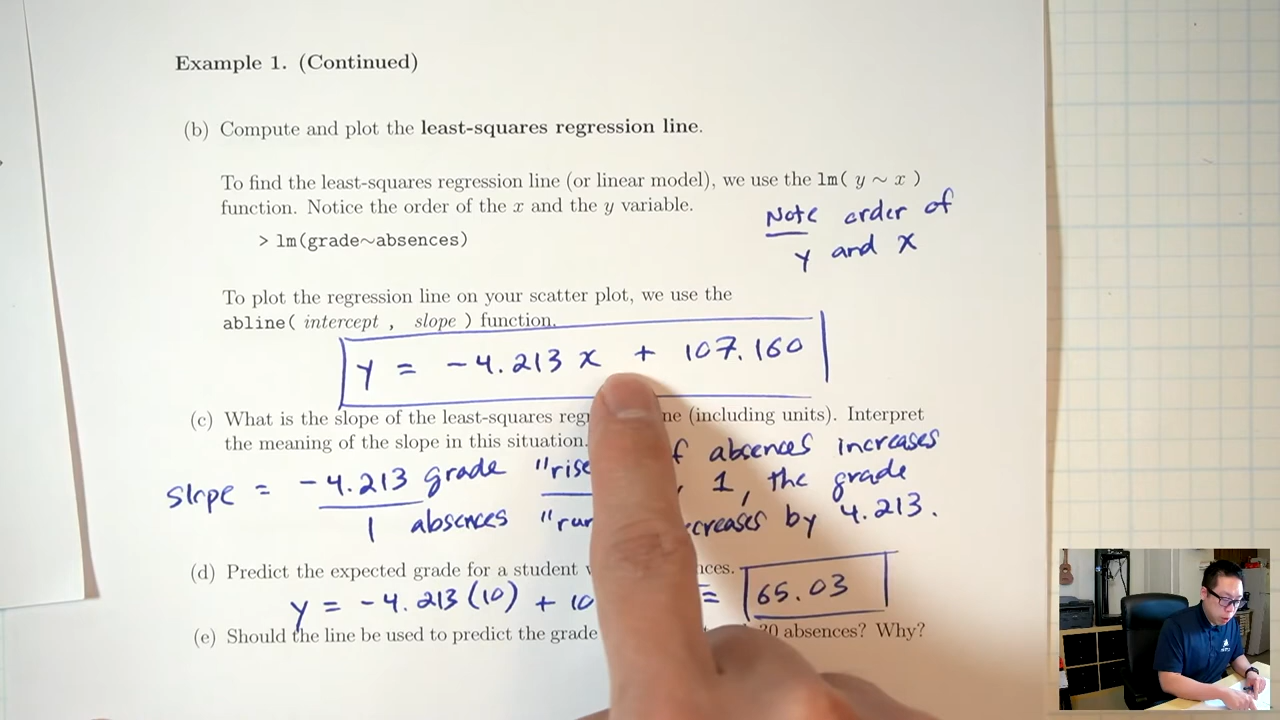 Example 1. (Continued)
(b) Compute and plot the least-squares regression line.
To find the least-squares regression line (or linear model), we use the lm( y ~ x )
function. Notice the order of the x and the y variable.
Note order of
y and x
> lm(grade~absences)
To plot the regression line on your scatter plot, we use the
abline( intercept , slope ) function.
y = -4.213 x + 107.160
(c) What is the slope of the least-squares (including units). Interpret
the meaning of the slope in this situation.
slope = -4.213 grade "rise absences increases
1 absences 1, the grade
by 4.213.
(d) Predict the expected grade for a student
y = -4.213 (10) + = 65.03
(e) Should the line be used to predict the grade absences? Why?